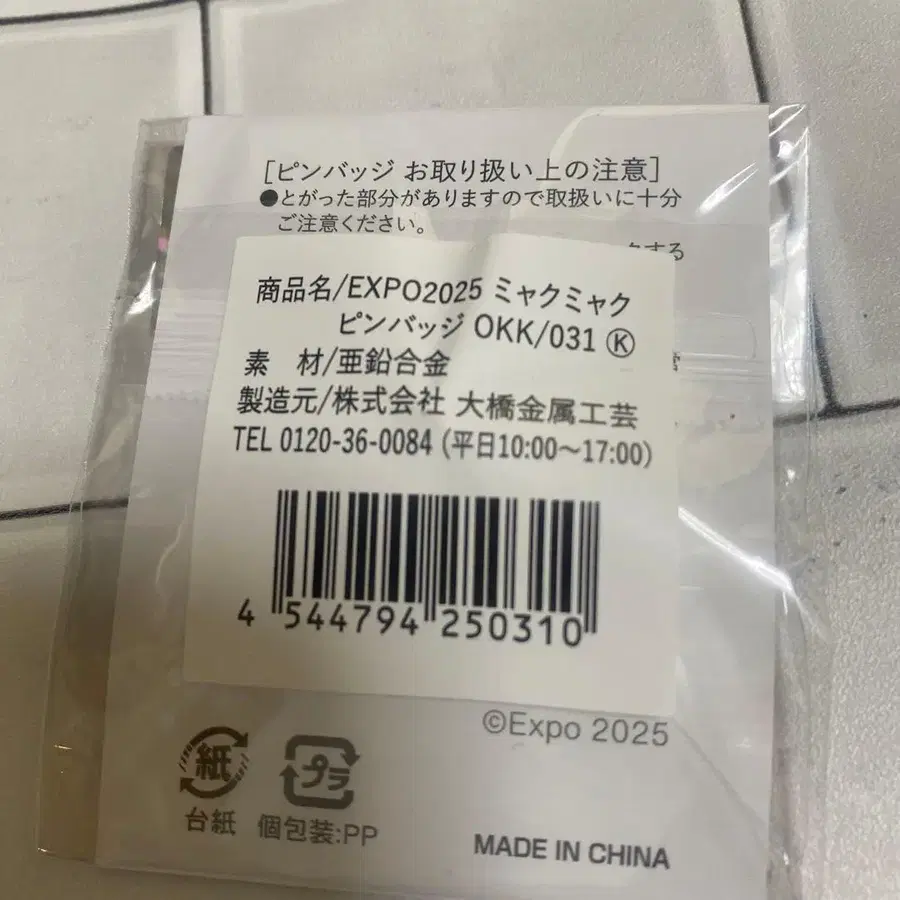 [ピンバッジ お取り扱い上の注意]
●とがった部分がありますので取扱いに十分
ご注意ください。
する
商品名/EXPO2025 ミャクミャク
ピンバッジ OKK/031 Ⓚ
素 材/亜鉛合金
製造元/株式会社 大橋金属工芸
TEL 0120-36-0084 (平日10:00～17:00)
4 544794 250310
©Expo 2025
紙
プラ
台紙
個包装:PP
MADE IN CHINA